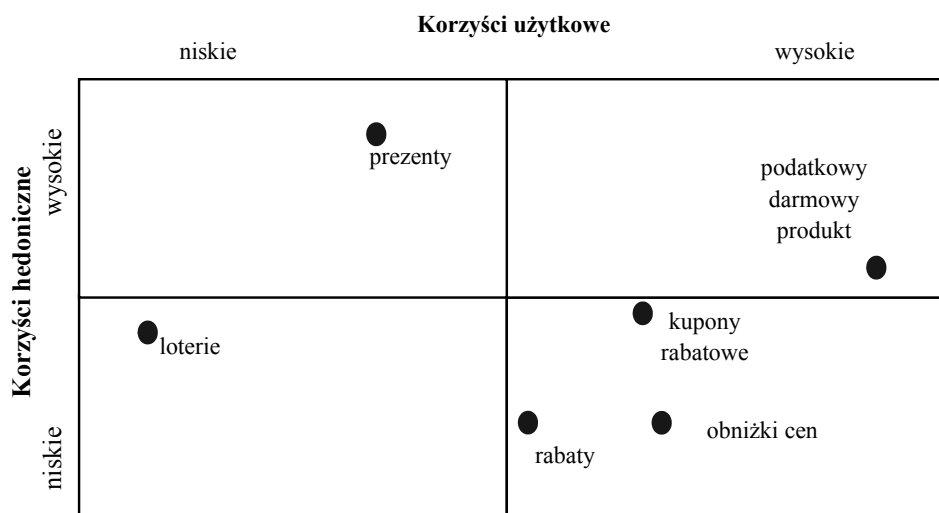 Korzyści użytkowe
niskie
wysokie
Korzyści hedoniczne
wysokie
niskie
prezenty
podatkowy
darmowy
produkt
loterie
kupony
rabatowe
rabaty
obniżki cen